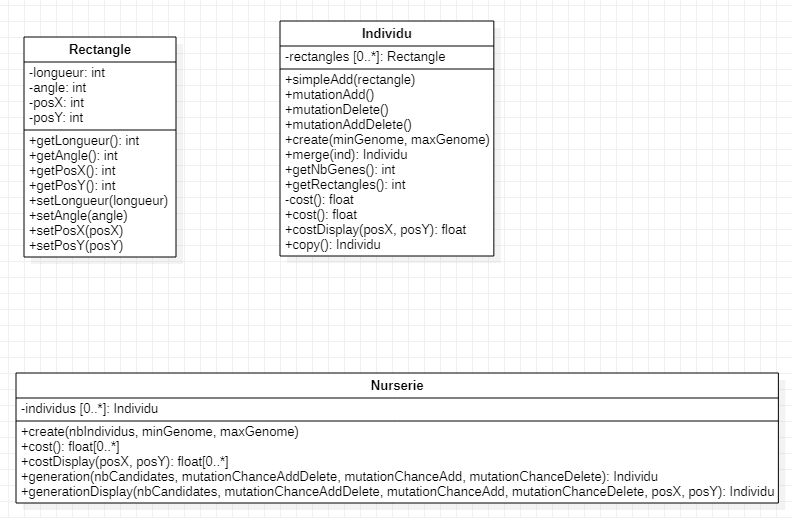 Rectangle
-longueur: int
-angle: int
-posX: int
-posY: int
+getLongueur(): int
+getAngle(): int
+getPosX(): int
+getPosY(): int
+setLongueur(longueur)
+setAngle(angle)
+setPosX(posX)
+setPosY(posY)
Individu
-rectangles [0..*]: Rectangle
+simpleAdd(rectangle)
+mutationAdd()
+mutationDelete()
+mutationAddDelete()
+create(minGenome, maxGenome)
+merge(ind): Individu
+getNbGenes(): int
+getRectangles(): int
-cost(): float
+cost(): float
+costDisplay(posX, posY): float
+copy(): Individu
Nurserie
-individus [0..*]: Individu
+create(nbIndividus, minGenome, maxGenome)
+cost(): float[0..*]
+costDisplay(posX, posY): float[0..*]
+generation(nbCandidates, mutationChanceAddDelete, mutationChanceAdd, mutationChanceDelete): Individu
+generationDisplay(nbCandidates, mutationChanceAddDelete, mutationChanceAdd, mutationChanceDelete, posX, posY): Individu